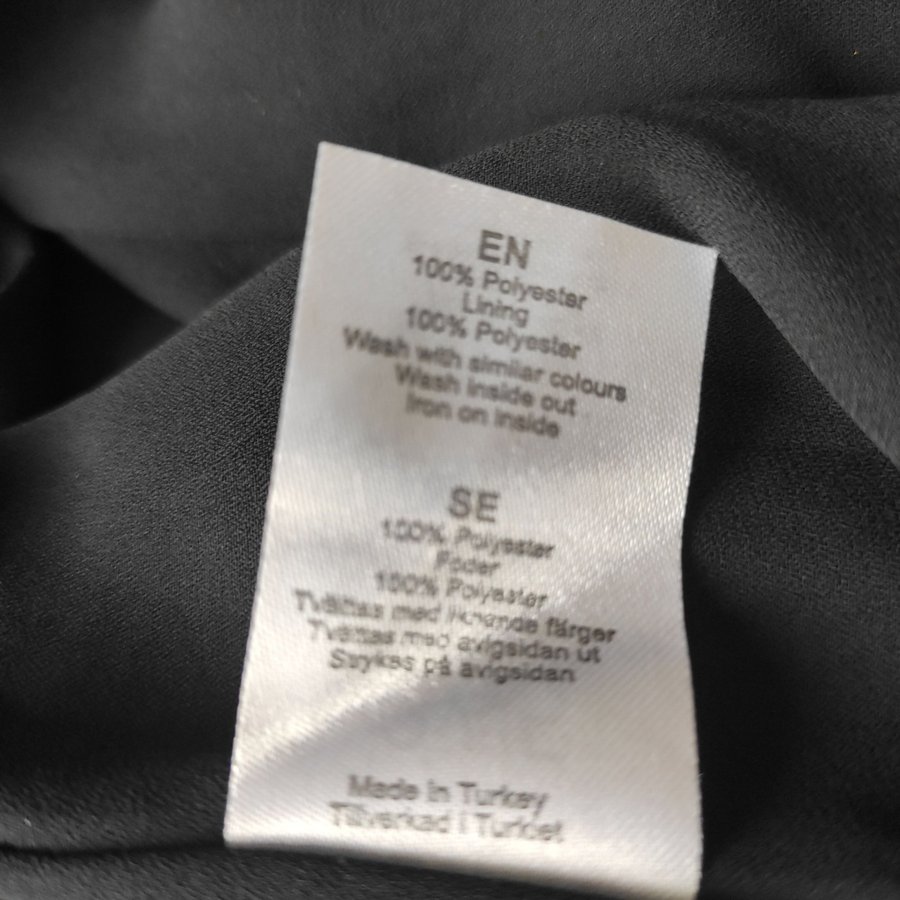 EN
100% Polyester
Lining
100% Polyester
Wash with similar colours
Wash inside out
Iron on inside
SE
100% Polyester
Foder
100% Polyester
Tvättas med liknande färger
Tvättas med avigsidan ut
Strykes på avigsidan
Made in Turkey
Tillverkad i Turkiet